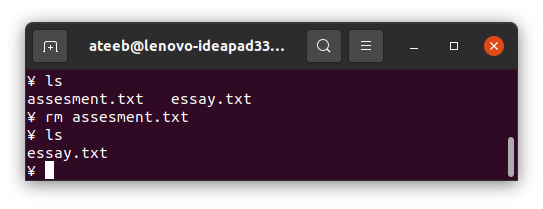 ateeb@lenovo-ideapad33...
¥ ls
assesment.txt   essay.txt
¥ rm assesment.txt
¥ ls
essay.txt
¥